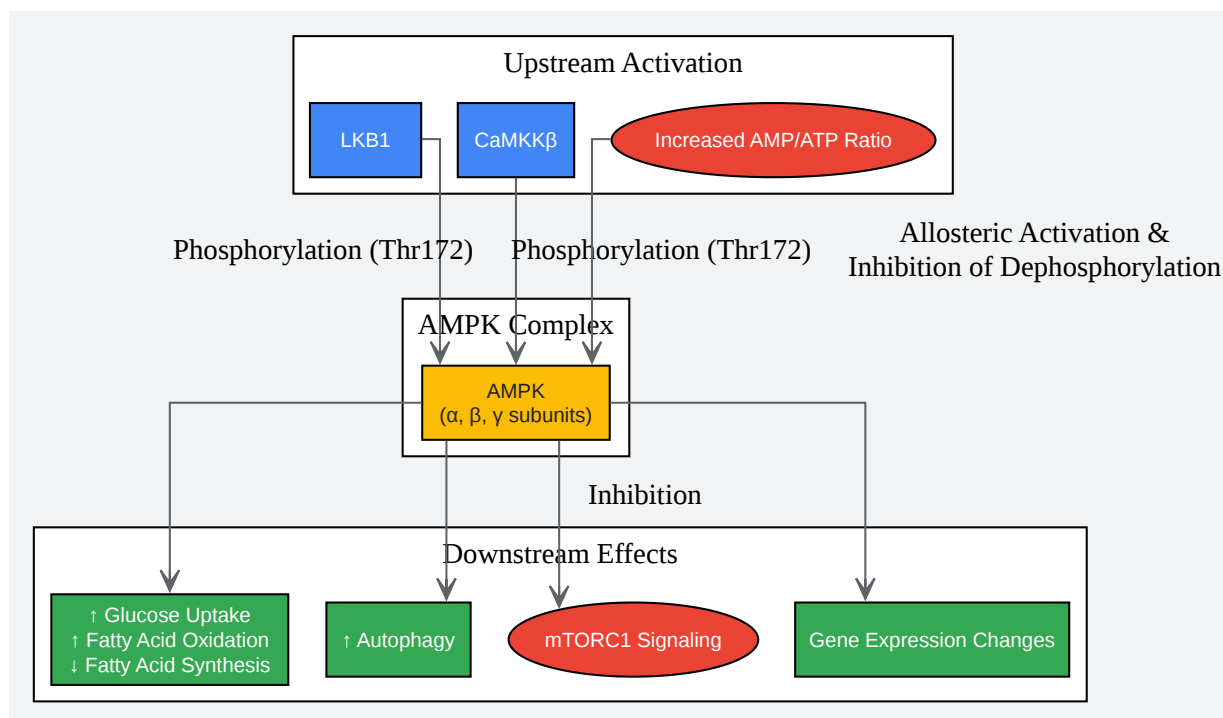 Upstream Activation
LKB1
CaMKKβ
Increased AMP/ATP Ratio
Phosphorylation (Thr172)
Phosphorylation (Thr172)
Allosteric Activation &
Inhibition of Dephosphorylation
AMPK Complex
AMPK
(α, β, γ subunits)
Inhibition
Downstream Effects
↑ Glucose Uptake
↑ Fatty Acid Oxidation
↓ Fatty Acid Synthesis
↑ Autophagy
mTORC1 Signaling
Gene Expression Changes